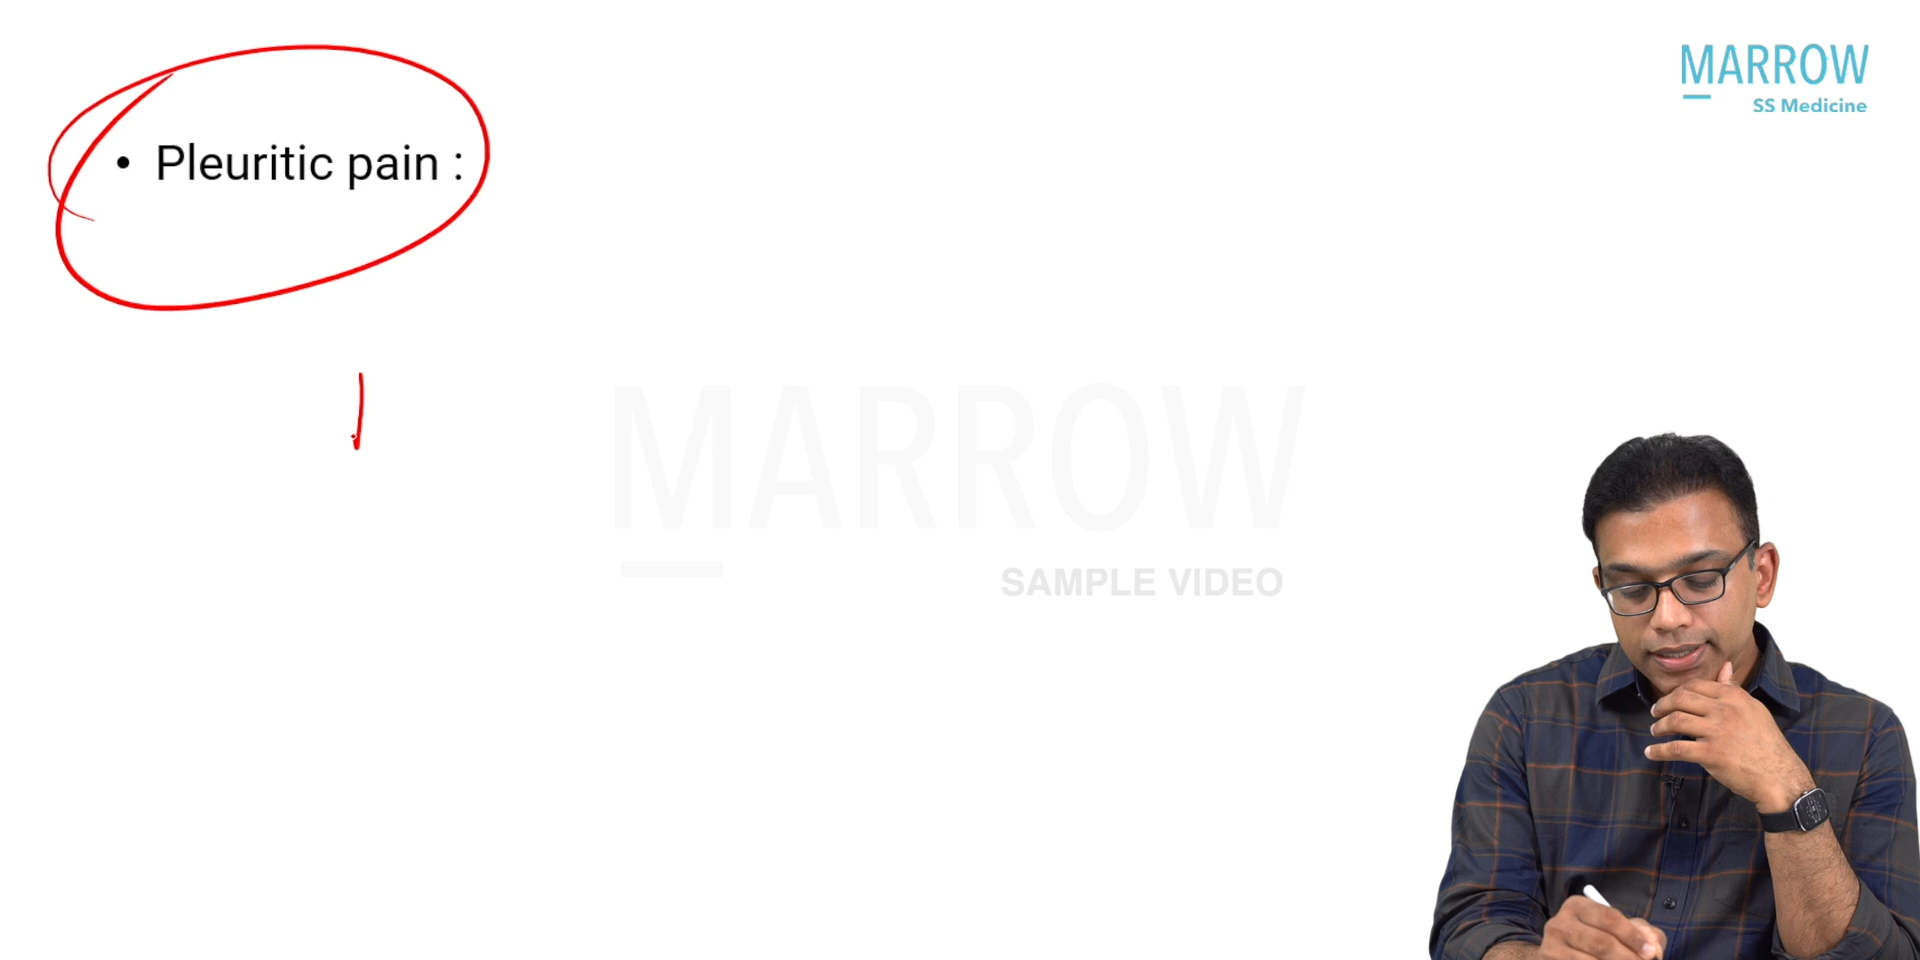 MARROW
SS Medicine
• Pleuritic pain :
MARROW
SAMPLE VIDEO